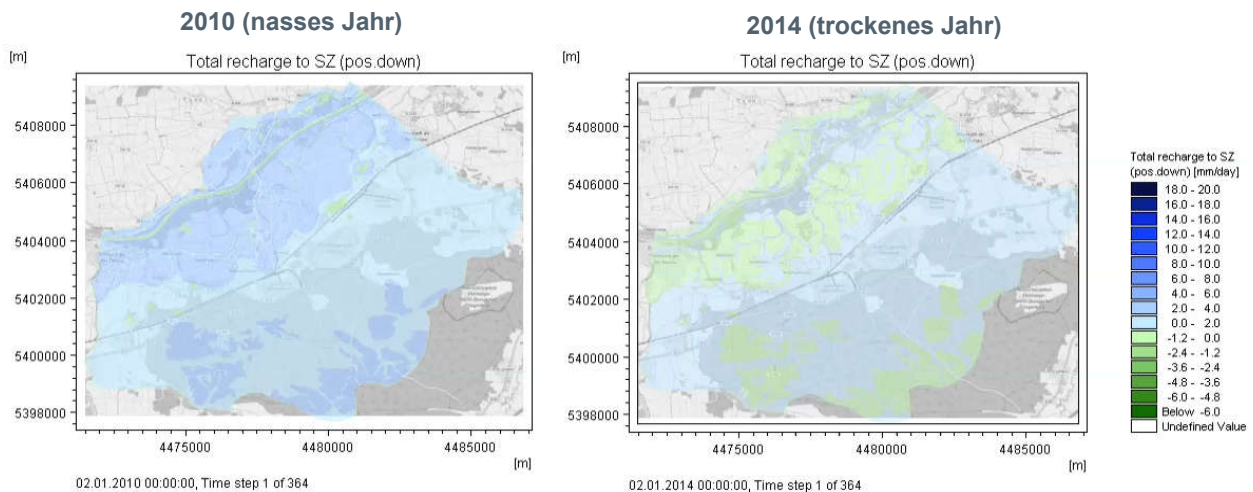 2010 (nasses Jahr)
[m]
Total recharge to SZ (pos.down)
5408000
5406000
5404000
5402000
5400000
5398000
4475000
4480000
4485000
[m]
02.01.2010 00:00:00, Time step 1 of 364
2014 (trockenes Jahr)
[m]
Total recharge to SZ (pos.down)
5408000
5406000
5404000
5402000
5400000
5398000
4475000
4480000
4485000
[m]
02.01.2014 00:00:00, Time step 1 of 364
Total recharge to SZ
(pos.down) [mm/day]
18.0 - 20.0
16.0 - 18.0
14.0 - 16.0
12.0 - 14.0
10.0 - 12.0
8.0 - 10.0
6.0 - 8.0
4.0 - 6.0
2.0 - 4.0
0.0 - 2.0
-1.2 - 0.0
-2.4 - -1.2
-3.6 - -2.4
-4.8 - -3.6
-6.0 - -4.8
Below -6.0
Undefined Value